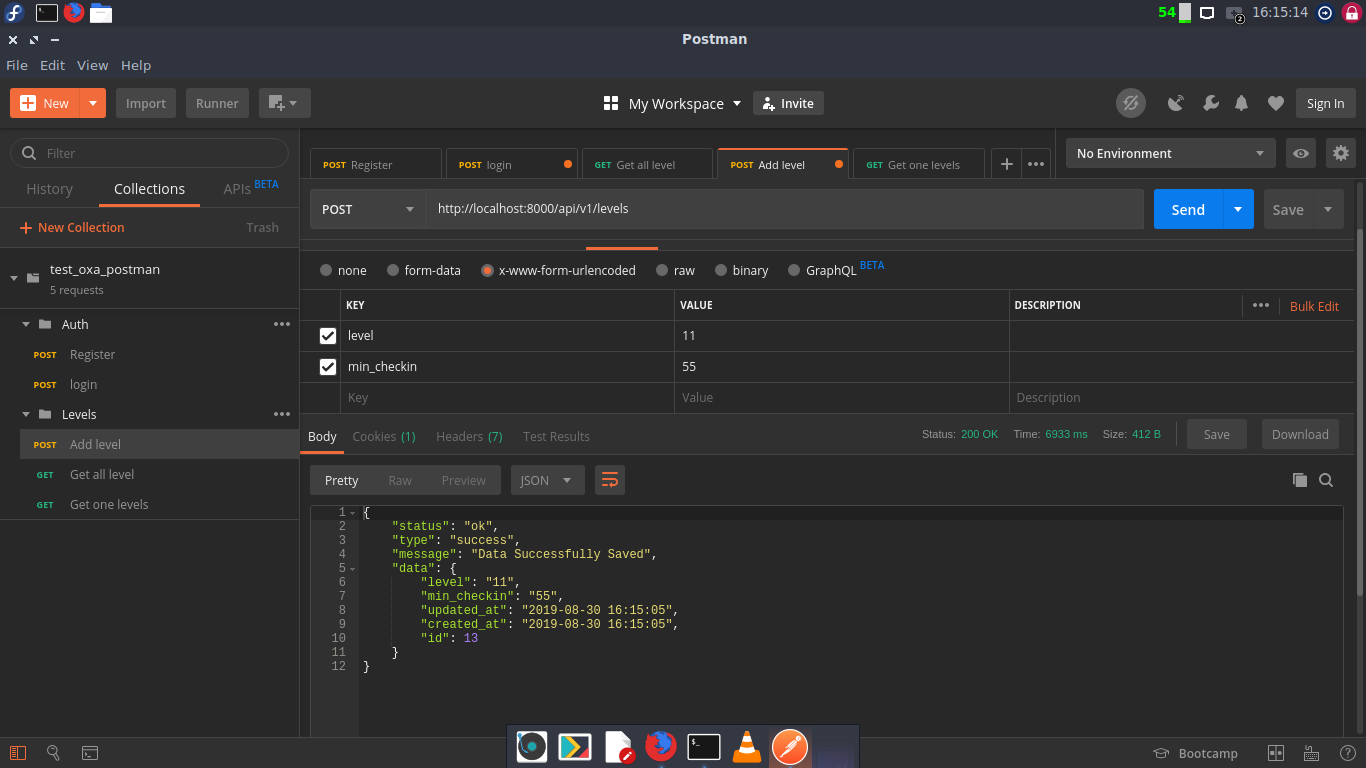 54 2 16:15:14
Postman
File Edit View Help
New Import Runner My Workspace Invite Sign In
Filter
POST Register POST login GET Get all level POST Add level GET Get one levels No Environment
History Collections APIs BETA
POST http://localhost:8000/api/v1/levels Send Save
New Collection Trash
test_oxa_postman
5 requests
none form-data x-www-form-urlencoded raw binary GraphQL BETA
KEY VALUE DESCRIPTION Bulk Edit
level 11
min_checkin 55
Key Value Description
Auth
POST Register
POST login
Levels
POST Add level
GET Get all level
GET Get one levels
Body Cookies (1) Headers (7) Test Results Status: 200 OK Time: 6933 ms Size: 412 B Save Download
Pretty Raw Preview JSON
1 {
2 "status": "ok",
3 "type": "success",
4 "message": "Data Successfully Saved",
5 "data": {
6 "level": "11",
7 "min_checkin": "55",
8 "updated_at": "2019-08-30 16:15:05",
9 "created_at": "2019-08-30 16:15:05",
10 "id": 13
11 }
12 }
$_
Bootcamp